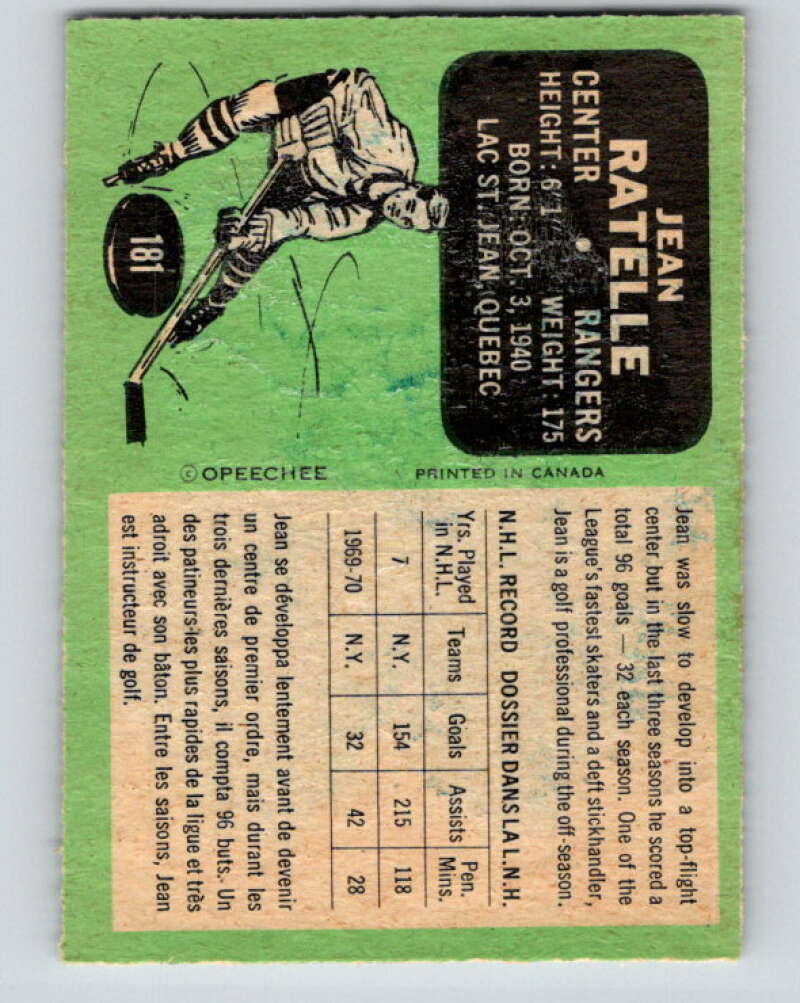 JEAN
RATELLE
CENTER • RANGERS
HEIGHT: 6'1" WEIGHT: 175
BORN: OCT. 3, 1940
LAC ST. JEAN, QUEBEC
181
© OPEECHEE PRINTED IN CANADA
Jean was slow to develop into a top-flight
center but in the last three seasons he scored a
total 96 goals — 32 each season. One of the
League's fastest skaters and a deft stickhandler,
Jean is a golf professional during the off-season.
N.H.L. RECORD DOSSIER DANS LA L.N.H.
Yrs. Played in N.H.L. Teams Goals Assists Pen. Mins.
7 N.Y. 154 215 118
1969-70 N.Y. 32 42 28
Jean se développa lentement avant de devenir
un centre de premier ordre, mais durant les
trois dernières saisons, il compta 96 buts. Un
des patineurs les plus rapides de la ligue et très
adroit avec son bâton. Entre les saisons, Jean
est instructeur de golf.